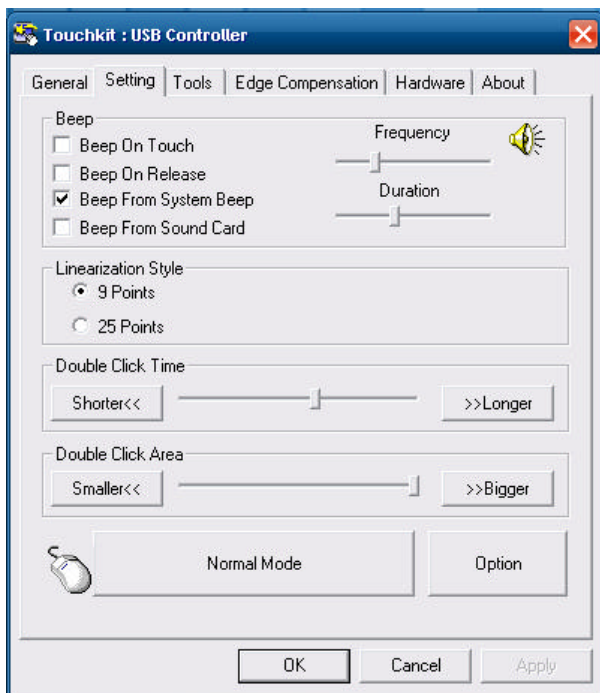 Touchkit : USB Controller
General Setting Tools Edge Compensation Hardware About
Beep
Beep On Touch
Beep On Release
Beep From System Beep
Beep From Sound Card
Frequency
Duration
Linearization Style
9 Points
25 Points
Double Click Time
Shorter<< >>Longer
Double Click Area
Smaller<< >>Bigger
Normal Mode Option
OK Cancel Apply